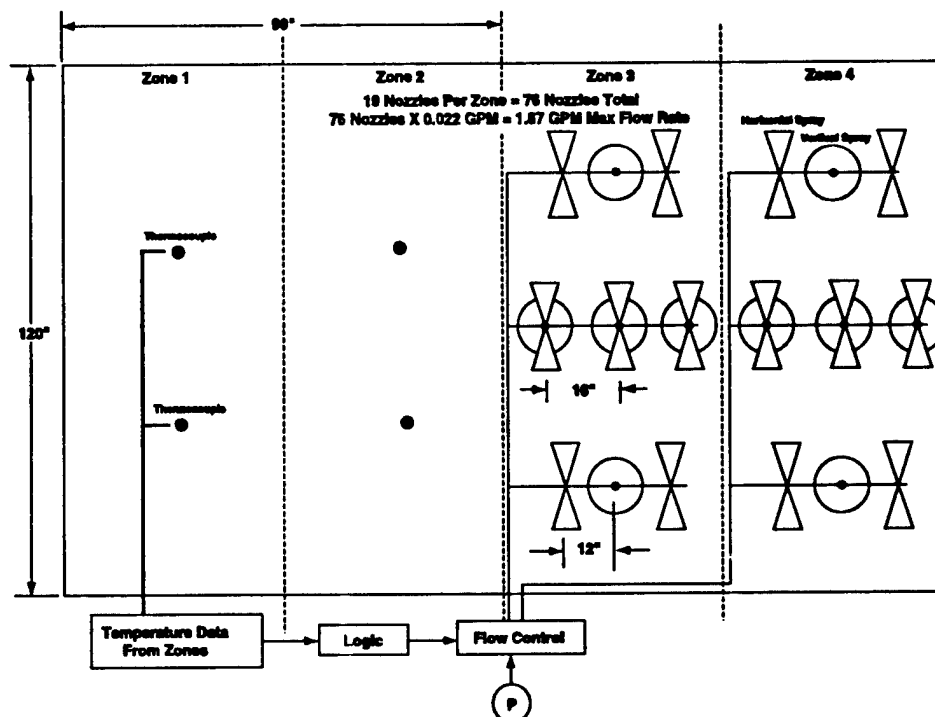 96"
Zone 1
Zone 2
Zone 3
Zone 4
19 Nozzles Per Zone = 76 Nozzles Total
76 Nozzles X 0.022 GPM = 1.67 GPM Max Flow Rate
Horizontal Spray
Vertical Spray
Thermocouple
120"
16"
Thermocouple
12"
Temperature Data
From Zones
Logic
Flow Control
P